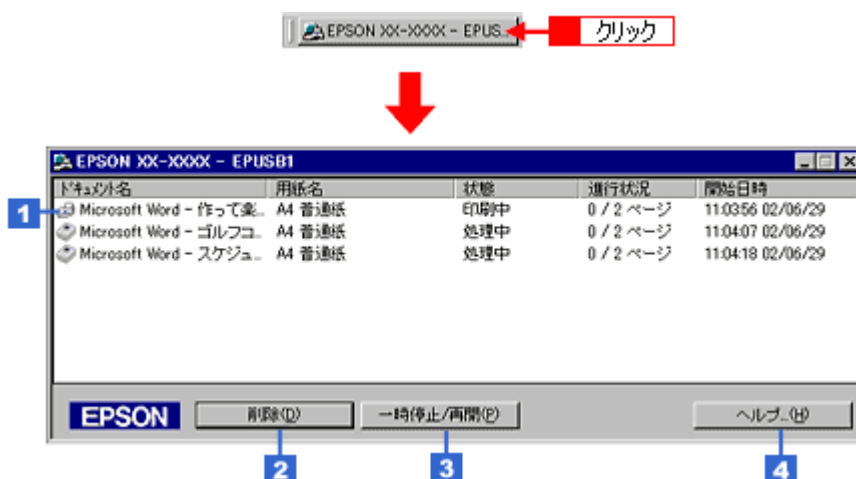 EPSON XX-XXXX - EPUS...
クリック
EPSON XX-XXXX - EPUSB1
ドキュメント名 用紙名 状態 進行状況 開始日時
1
Microsoft Word - 作って楽... A4 普通紙 印刷中 0 / 2 ページ 11:03:56 02/06/29
Microsoft Word - ゴルフコ... A4 普通紙 処理中 0 / 2 ページ 11:04:07 02/06/29
Microsoft Word - スケジュ... A4 普通紙 処理中 0 / 2 ページ 11:04:18 02/06/29
EPSON 削除(D) 一時停止/再開(P) ヘルプ...(H)
2 3 4